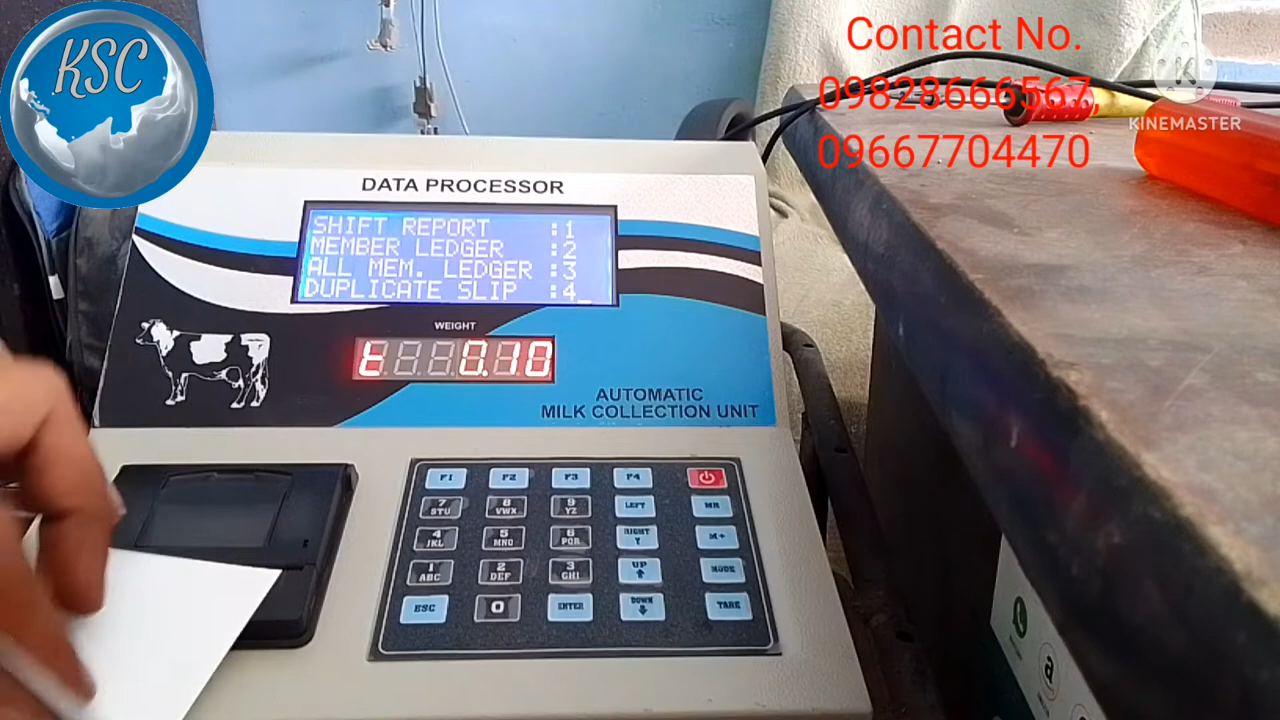 KSC
Contact No.
09828666567,
09667704470
K
KINEMASTER
DATA PROCESSOR
SHIFT REPORT :1
MEMBER LEDGER :2
ALL MEM. LEDGER :3
DUPLICATE SLIP :4_
WEIGHT
t 0.10
AUTOMATIC
MILK COLLECTION UNIT
F1 F2 F3 F4
7 STU 8 VWX 9 YZ LEFT MR
4 JKL 5 MNO 6 PQR RIGHT Y M+
1 ABC 2 DEF 3 GHI UP MODE
ESC 0 ENTER DOWN TARE
a